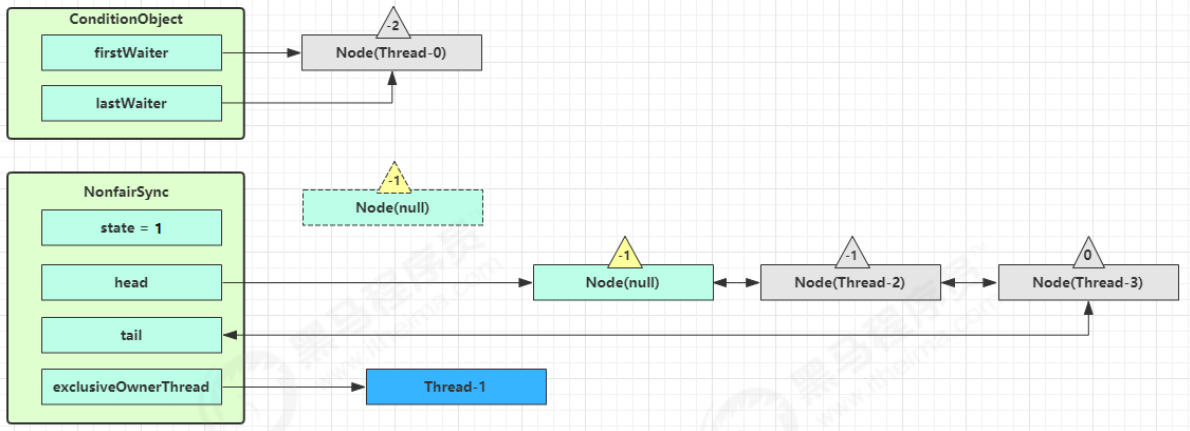 ConditionObject
-2
firstWaiter
Node(Thread-0)
lastWaiter
NonfairSync
-1
Node(null)
state = 1
-1
-1
0
head
Node(null)
Node(Thread-2)
Node(Thread-3)
tail
exclusiveOwnerThread
Thread-1
黑马程序员
www.itheima.com
黑马程序员
www.itheima.com